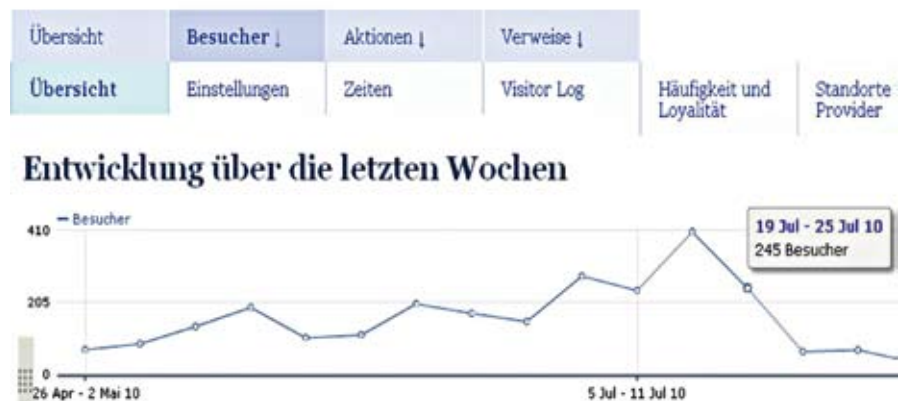 Übersicht Besucher ↓ Aktionen ↓ Verweise ↓
Übersicht Einstellungen Zeiten Visitor Log Häufigkeit und Standorte
Loyalität Provider
Entwicklung über die letzten Wochen
Besucher
410
19 Jul - 25 Jul 10
245 Besucher
205
0
26 Apr - 2 Mai 10 5 Jul - 11 Jul 10